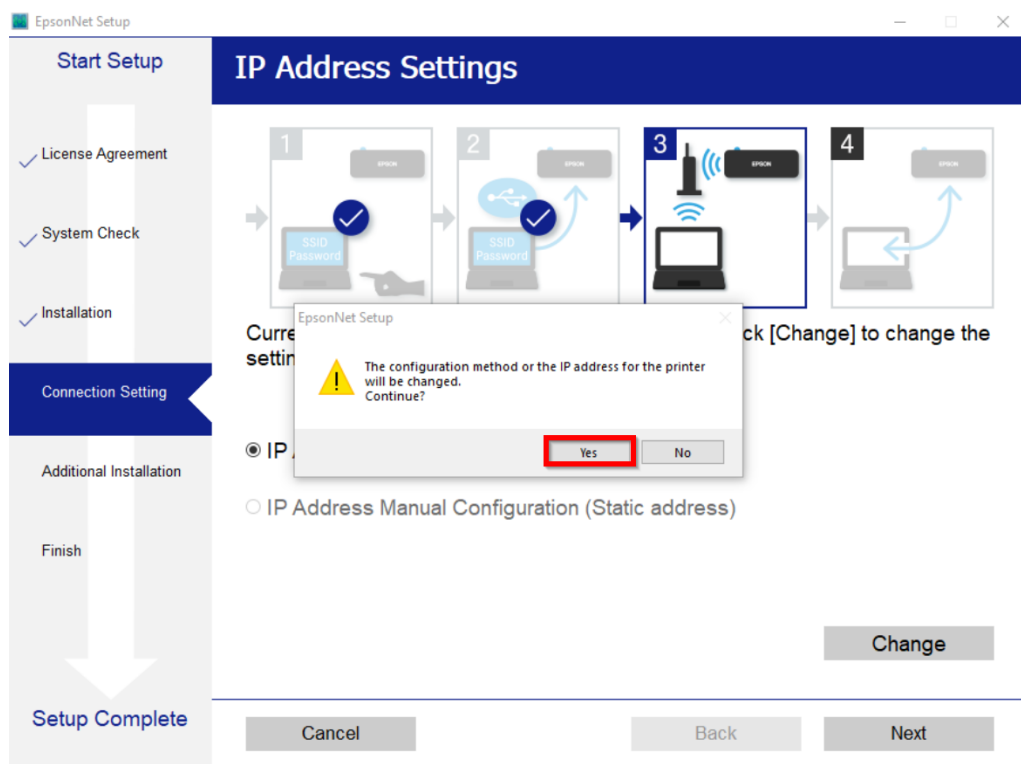 EpsonNet Setup
Start Setup
License Agreement
System Check
Installation
Connection Setting
Additional Installation
Finish
Setup Complete
IP Address Settings
1
EPSON
SSID
Password
2
EPSON
SSID
Password
3
EPSON
4
EPSON
Curre
ck [Change] to change the
settin
EpsonNet Setup
The configuration method or the IP address for the printer
will be changed.
Continue?
Yes
No
IP
IP Address Manual Configuration (Static address)
Change
Cancel
Back
Next